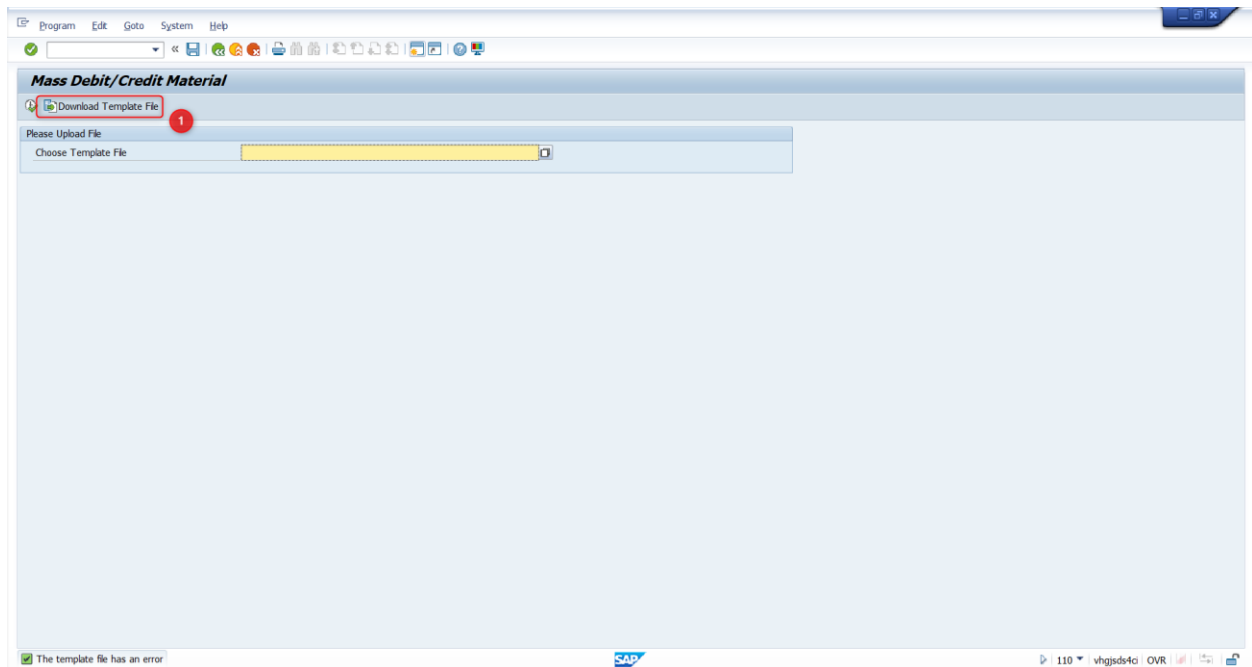 Program Edit Goto System Help
Mass Debit/Credit Material
Download Template File
1
Please Upload File
Choose Template File
The template file has an error
SAP
110 vhgjsds4ci OVR